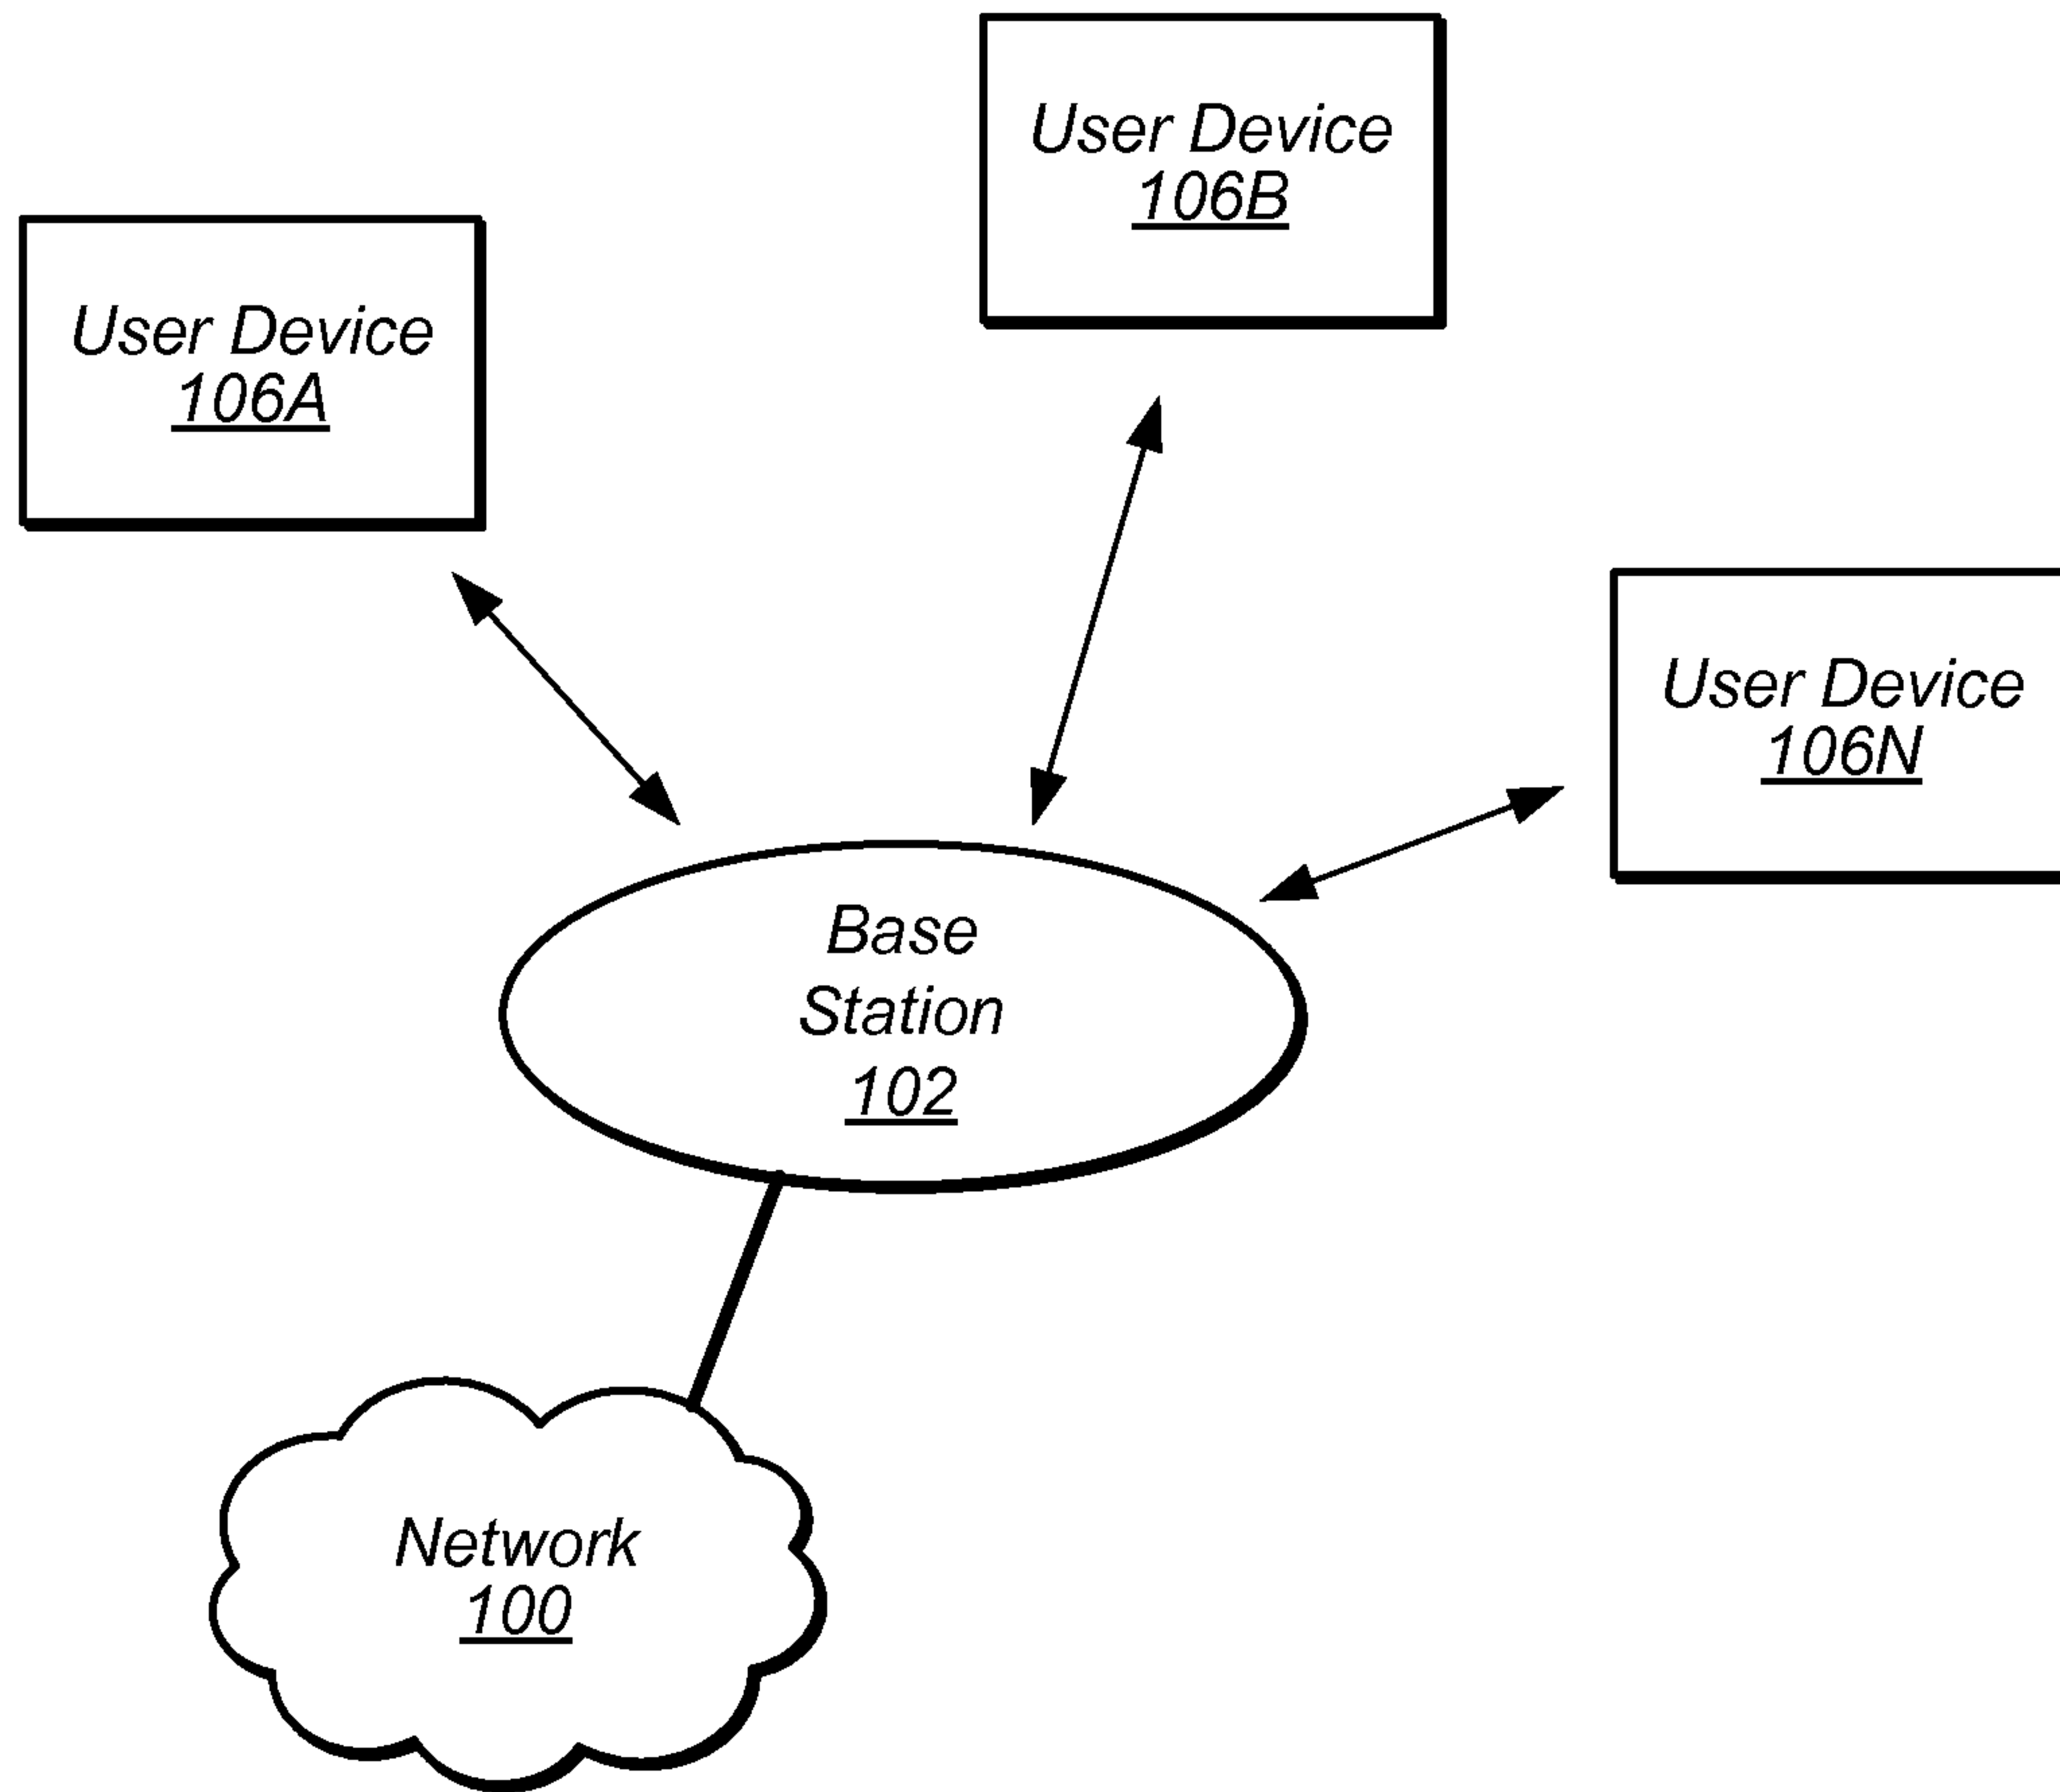 User Device
106B
User Device
106A
User Device
106N
Base
Station
102
Network
100